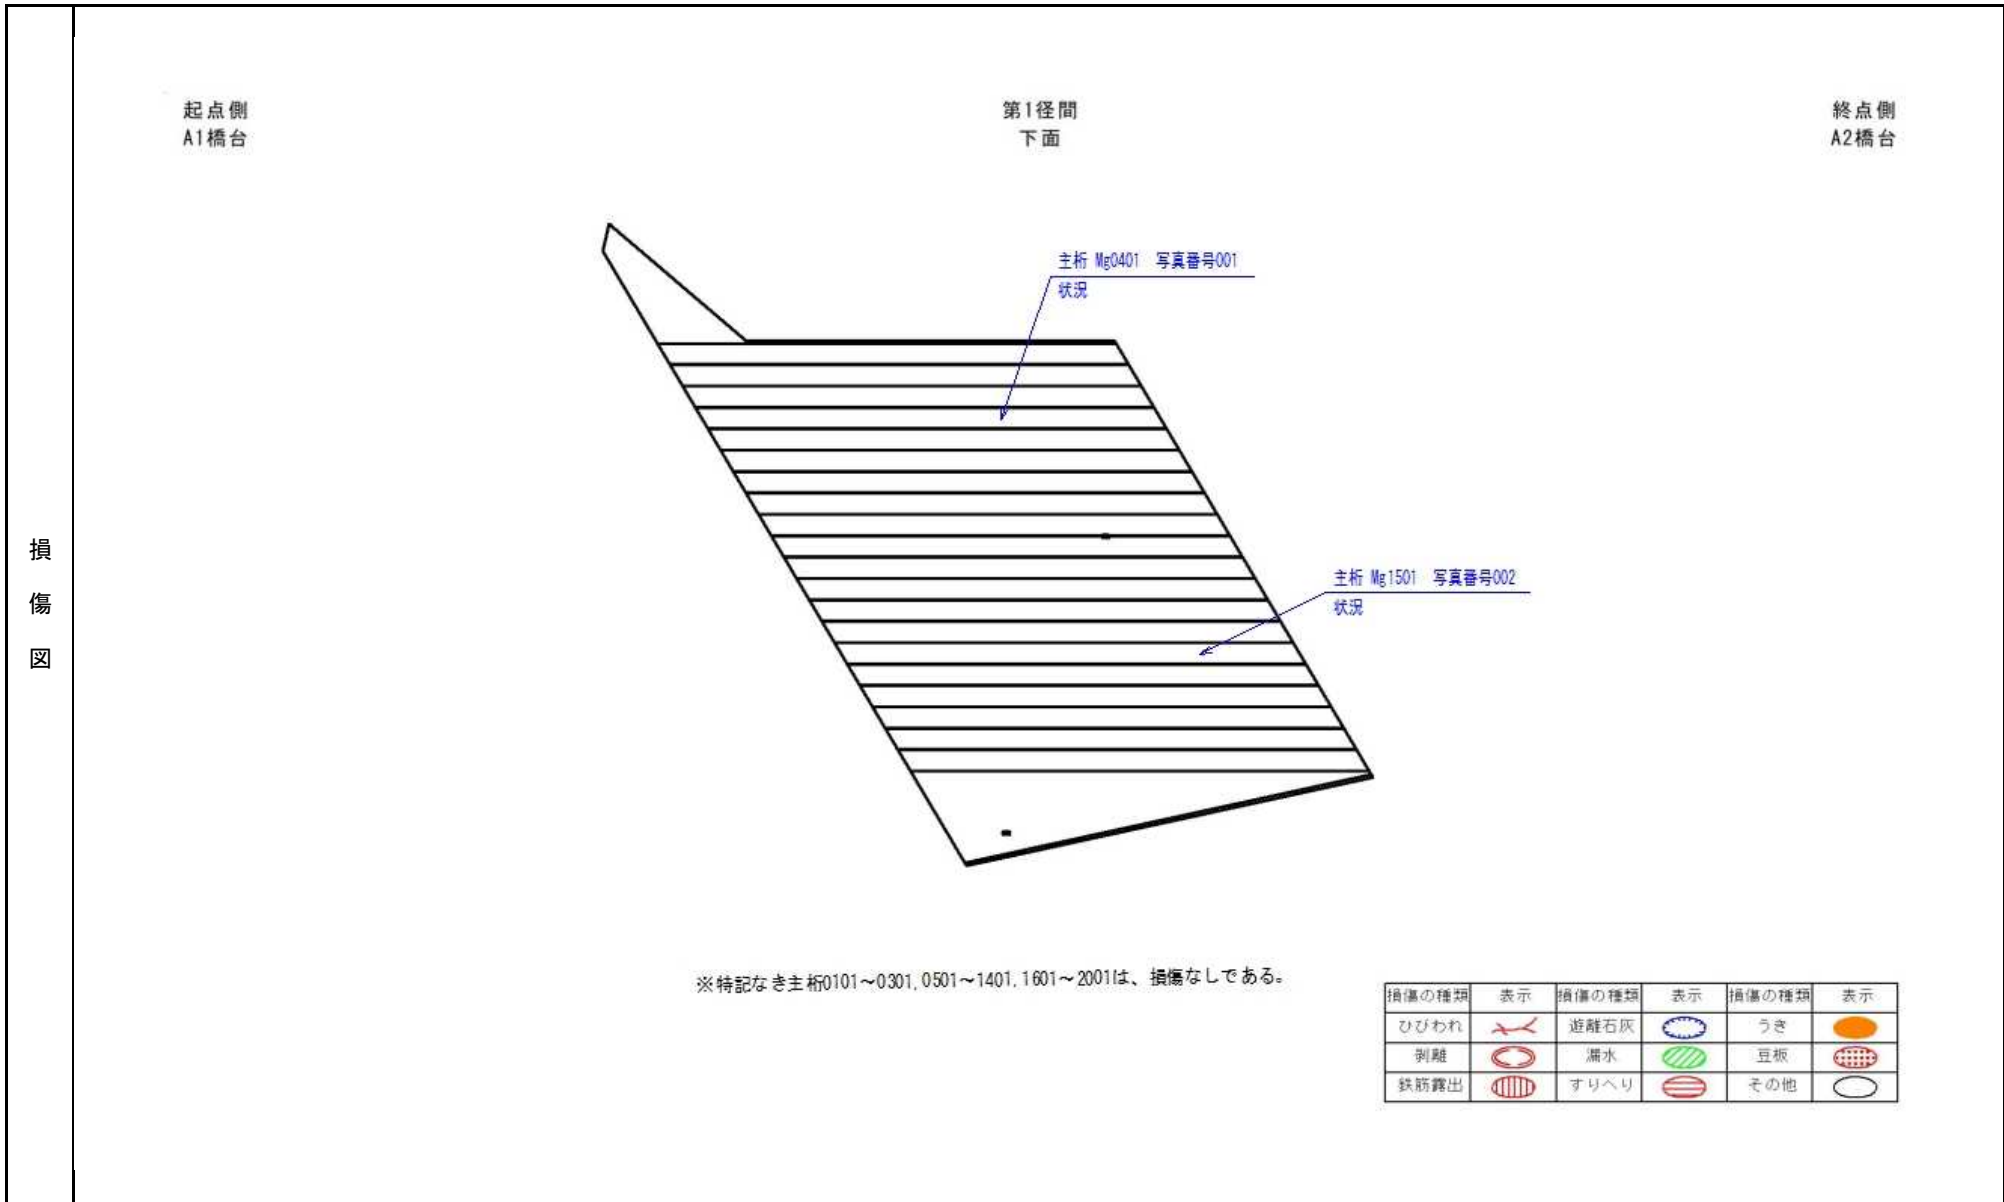 起点側
A1橋台
第1径間
下面
終点側
A2橋台
主桁 Mg0401 写真番号001
状況
主桁 Mg1501 写真番号002
状況
損傷図
※特記なき主桁0101～0301,0501～1401,1601～2001は、損傷なしである。
損傷の種類 表示 損傷の種類 表示 損傷の種類 表示
ひびわれ 遊離石灰 うき
剥離 漏水 豆板
鉄筋露出 すりへり その他